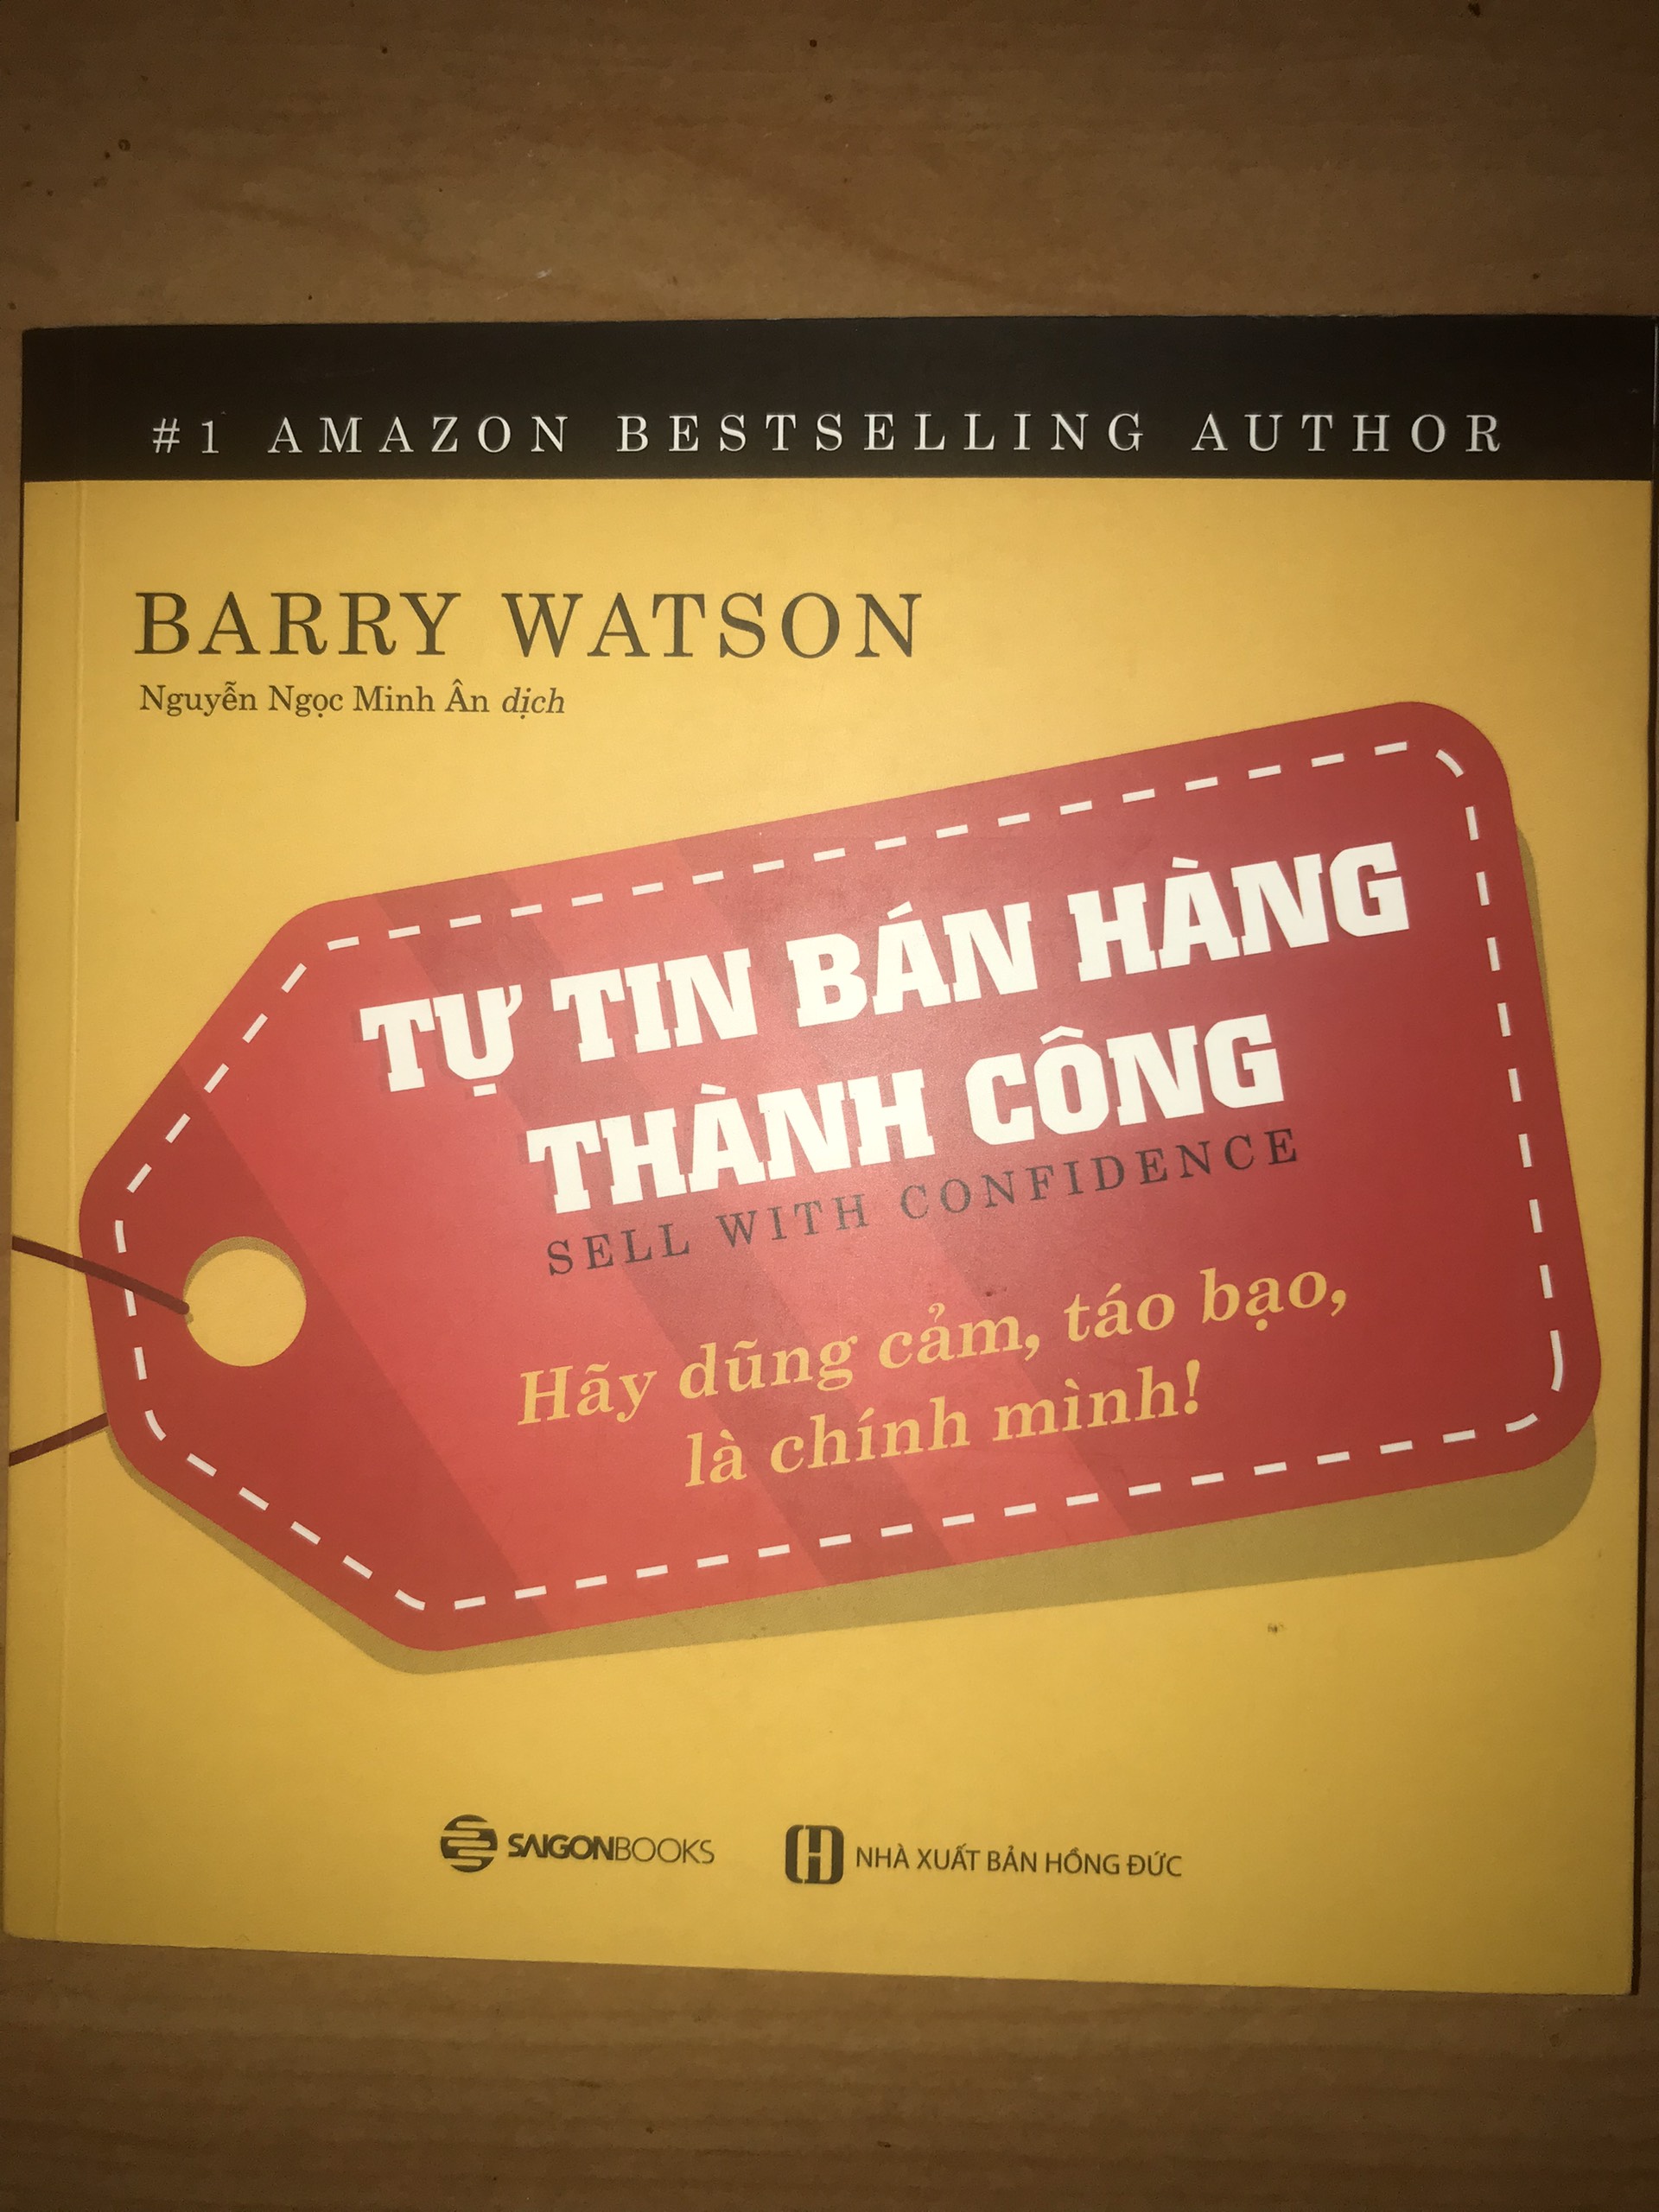 #1 AMAZON BESTSELLING AUTHOR
BARRY WATSON
Nguyễn Ngọc Minh Ân dịch
TỰ TIN BÁN HÀNG
THÀNH CÔNG
SELL WITH CONFIDENCE
Hãy dũng cảm, táo bạo,
là chính mình!
SAIGONBOOKS
NHÀ XUẤT BẢN HỒNG ĐỨC